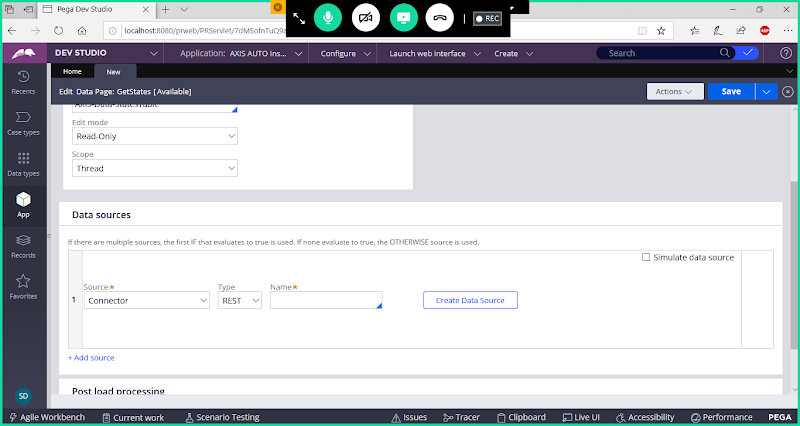 Pega Dev Studio
REC
localhost:8080/prweb/PRServlet/7dMSofnTuQ9z
DEV STUDIO
Application: AXIS AUTO Ins...
Configure
Launch web interface
Create
Search
Home
New
Edit Data Page: GetStates [Available]
Actions
Save
Recents
Case types
Data types
App
Records
Favorites
SD
Axis-Data-StatesTable
Edit mode
Read-Only
Scope
Thread
Data sources
If there are multiple sources, the first IF that evaluates to true is used. If none evaluate to true, the OTHERWISE source is used.
Simulate data source
Source* Type Name*
1 Connector REST Create Data Source
+ Add source
Post load processing
Agile Workbench Current work Scenario Testing Issues Tracer Clipboard Live UI Accessibility Performance PEGA